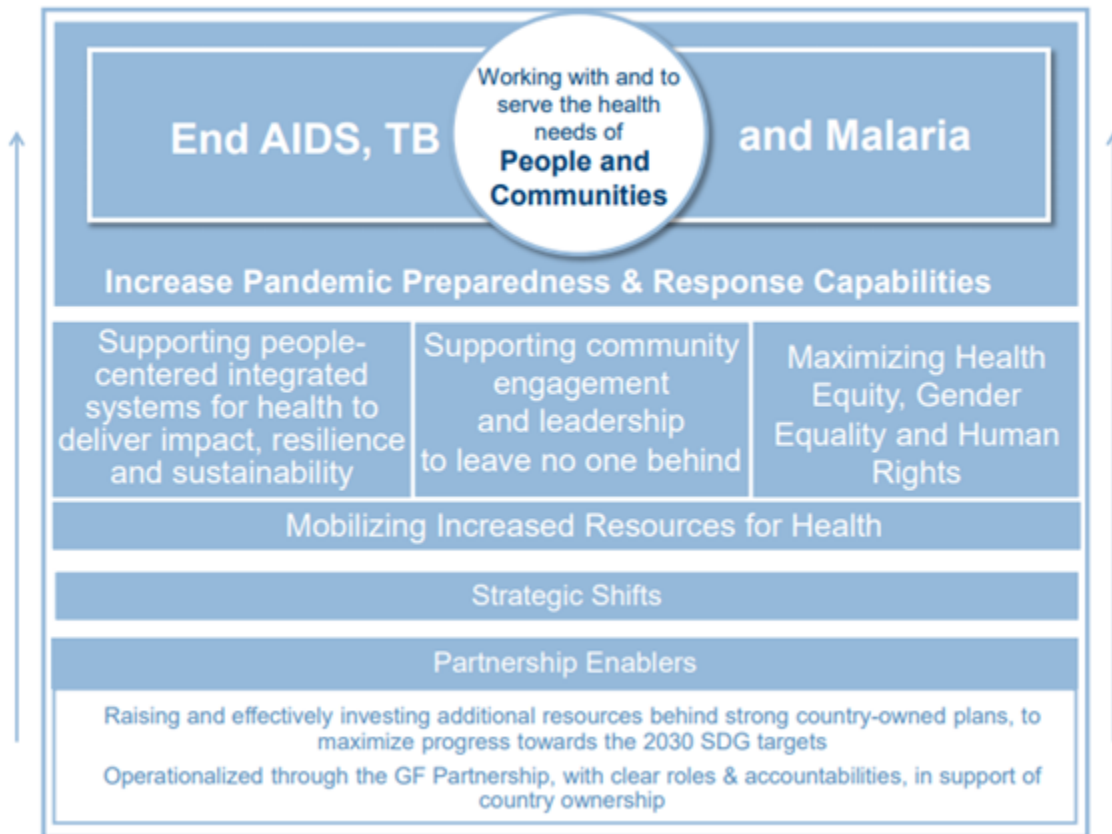 Working with and to
serve the health
needs of
People and
Communities
End AIDS, TB
and Malaria
Increase Pandemic Preparedness & Response Capabilities
Supporting people-
centered integrated
systems for health to
deliver impact, resilience
and sustainability
Supporting community
engagement
and leadership
to leave no one behind
Maximizing Health
Equity, Gender
Equality and Human
Rights
Mobilizing Increased Resources for Health
Strategic Shifts
Partnership Enablers
Raising and effectively investing additional resources behind strong country-owned plans, to
maximize progress towards the 2030 SDG targets
Operationalized through the GF Partnership, with clear roles & accountabilities, in support of
country ownership